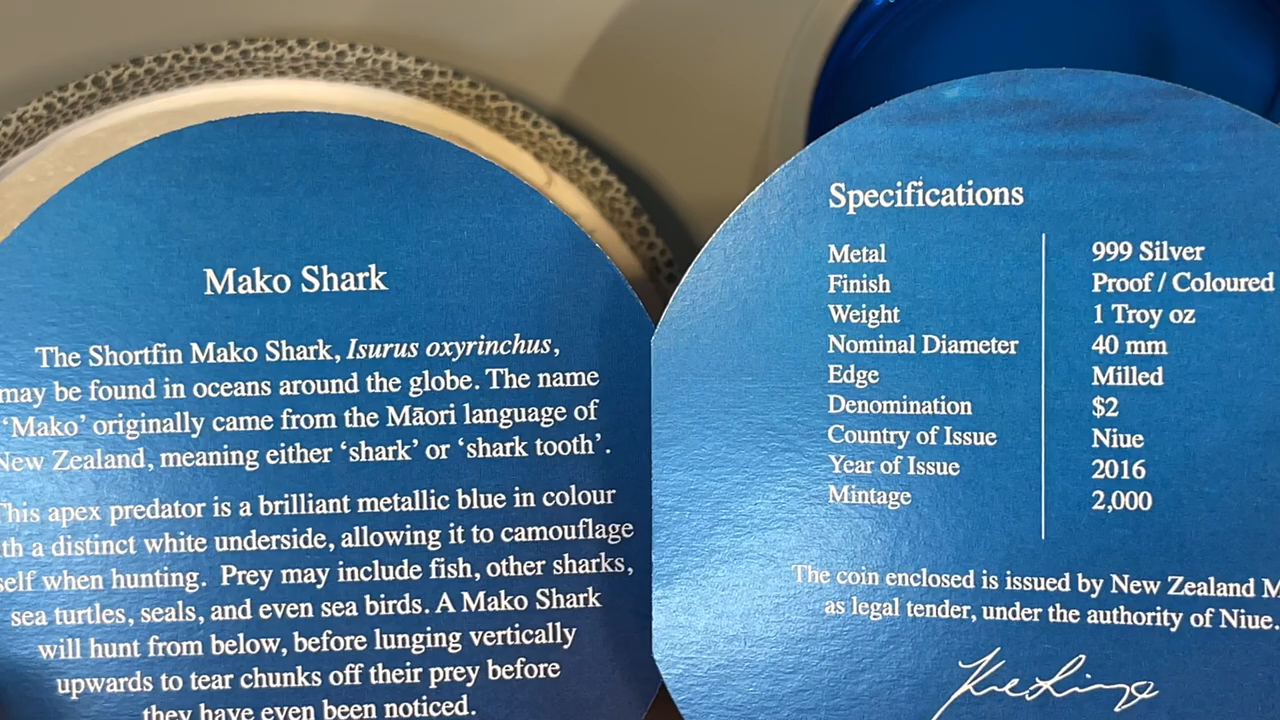 Mako Shark
The Shortfin Mako Shark, Isurus oxyrinchus,
may be found in oceans around the globe. The name
‘Mako’ originally came from the Māori language of
New Zealand, meaning either ‘shark’ or ‘shark tooth’.
This apex predator is a brilliant metallic blue in colour
th a distinct white underside, allowing it to camouflage
self when hunting. Prey may include fish, other sharks,
sea turtles, seals, and even sea birds. A Mako Shark
will hunt from below, before lunging vertically
upwards to tear chunks off their prey before
they have even been noticed.
Specifications
Metal 999 Silver
Finish Proof / Coloured
Weight 1 Troy oz
Nominal Diameter 40 mm
Edge Milled
Denomination $2
Country of Issue Niue
Year of Issue 2016
Mintage 2,000
The coin enclosed is issued by New Zealand M
as legal tender, under the authority of Niue.